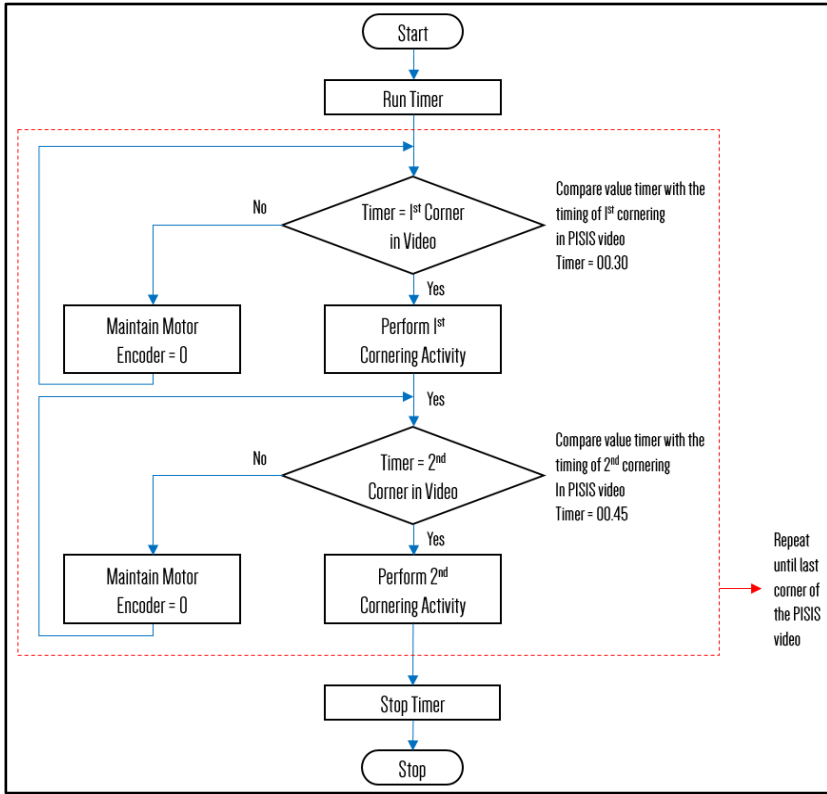 Start
Run Timer
No
Timer = 1st Corner
in Video
Compare value timer with the
timing of 1st cornering
in PISIS video
Timer = 00.30
Yes
Maintain Motor
Encoder = 0
Perform 1st
Cornering Activity
Yes
No
Timer = 2nd
Corner in Video
Compare value timer with the
timing of 2nd cornering
In PISIS video
Timer = 00.45
Yes
Maintain Motor
Encoder = 0
Perform 2nd
Cornering Activity
Repeat
until last
corner of
the PISIS
video
Stop Timer
Stop